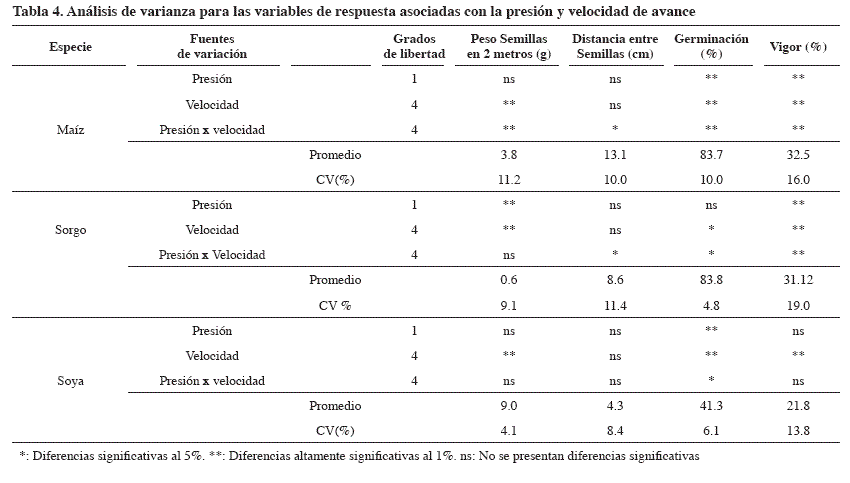 Tabla 4. Análisis de varianza para las variables de respuesta asociadas con la presión y velocidad de avance
Especie Fuentes de variación Grados de libertad Peso Semillas en 2 metros (g) Distancia entre Semillas (cm) Germinación (%) Vigor (%)
Presión 1 ns ns ** **
Velocidad 4 ** ns ** **
Maíz Presión x velocidad 4 ** * ** **
Promedio 3.8 13.1 83.7 32.5
CV(%) 11.2 10.0 10.0 16.0
Presión 1 ** ns ns **
Sorgo Velocidad 4 ** ns * **
Presión x Velocidad 4 ns * * **
Promedio 0.6 8.6 83.8 31.12
CV % 9.1 11.4 4.8 19.0
Presión 1 ns ns ** ns
Velocidad 4 ** ns ** **
Soya Presión x velocidad 4 ns ns * ns
Promedio 9.0 4.3 41.3 21.8
CV(%) 4.1 8.4 6.1 13.8
*: Diferencias significativas al 5%. **: Diferencias altamente significativas al 1%. ns: No se presentan diferencias significativas